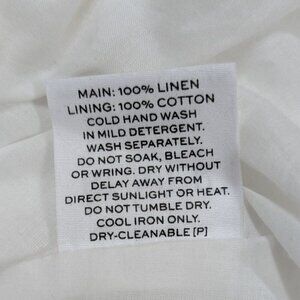 MAIN: 100% LINEN
LINING: 100% COTTON
COLD HAND WASH
IN MILD DETERGENT.
WASH SEPARATELY.
DO NOT SOAK, BLEACH
OR WRING. DRY WITHOUT
DELAY AWAY FROM
DIRECT SUNLIGHT OR HEAT.
DO NOT TUMBLE DRY.
COOL IRON ONLY.
DRY-CLEANABLE [P]